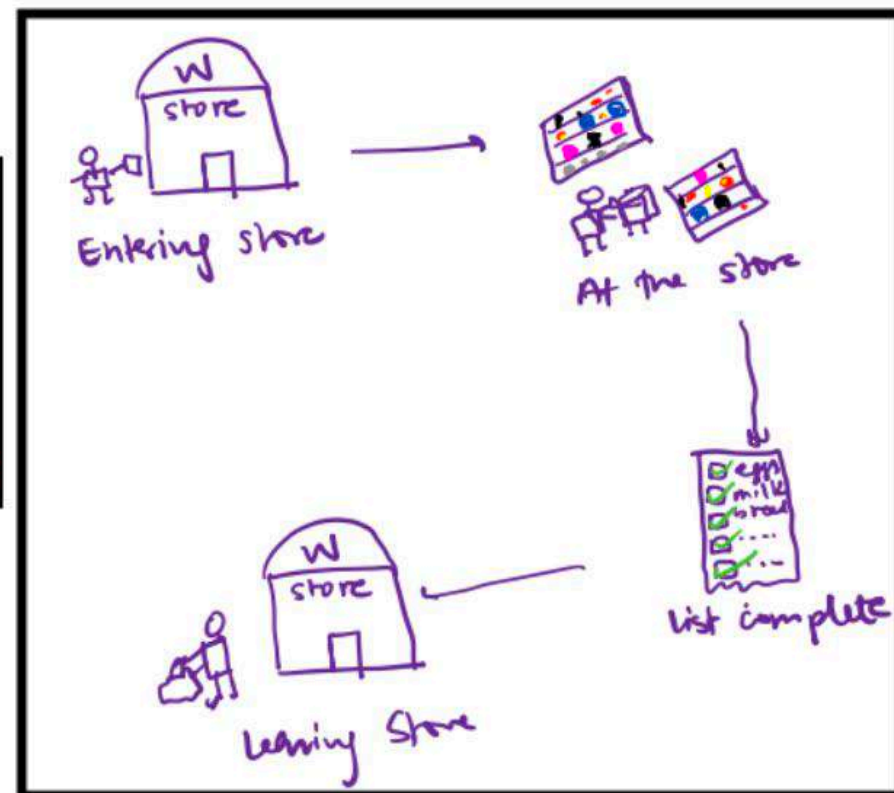 W
store
Entering store
At the store
eggs
milk
bread
....
...
List complete
W
store
Leaving Store